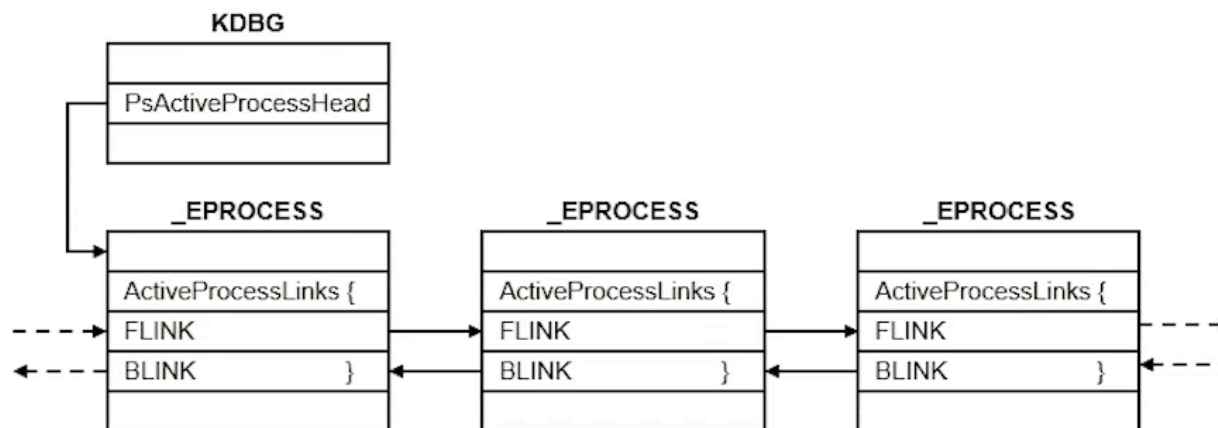 KDBG
PsActiveProcessHead
_EPROCESS
ActiveProcessLinks {
FLINK
BLINK }
_EPROCESS
ActiveProcessLinks {
FLINK
BLINK }
_EPROCESS
ActiveProcessLinks {
FLINK
BLINK }